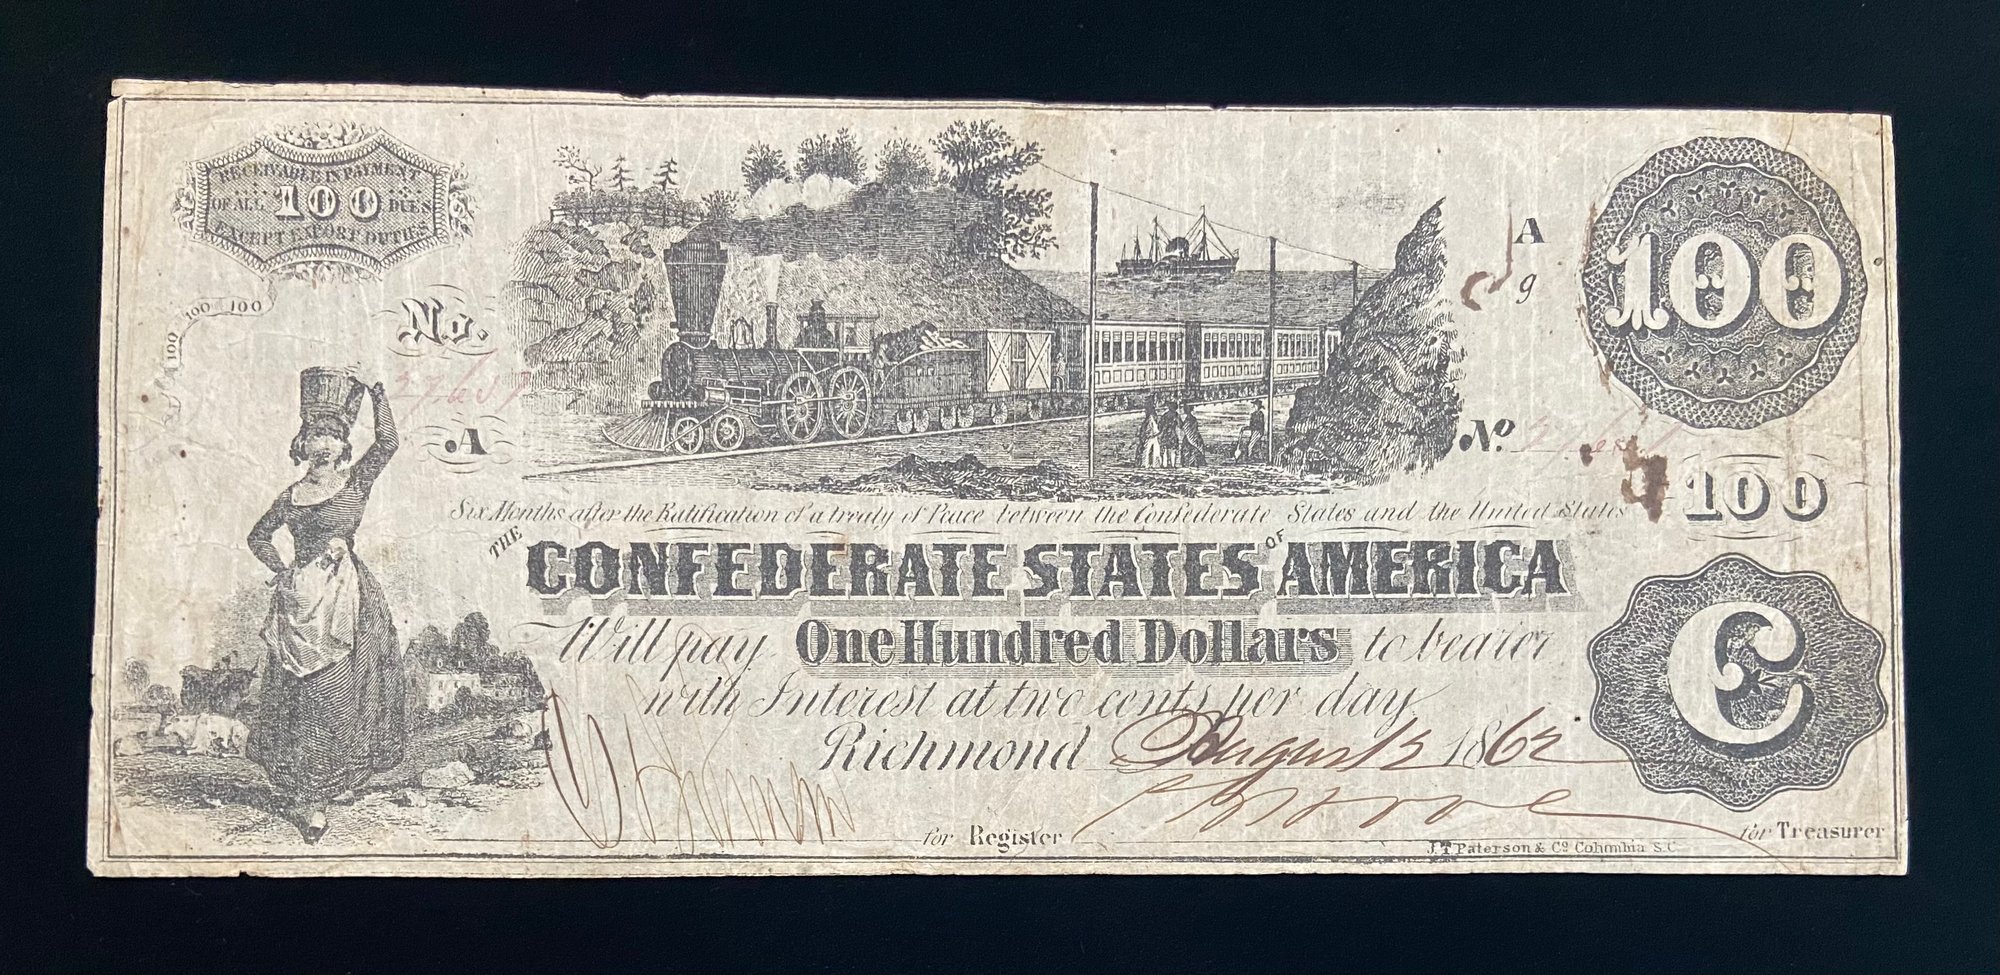 RECEIVABLE IN PAYMENT
OF ALL 100 DUES
EXCEPT EXPORT DUTIES
100 100 100
No.
A
A
9
100
No.
100
Six Months after the Ratification of a treaty of Peace between the Confederate States and the United States
THE CONFEDERATE STATES OF AMERICA
Will pay One Hundred Dollars to bearer
with Interest at two cents per day
Richmond August 1862
C
for Register
for Treasurer
J.T. Paterson & Co. Columbia S.C.